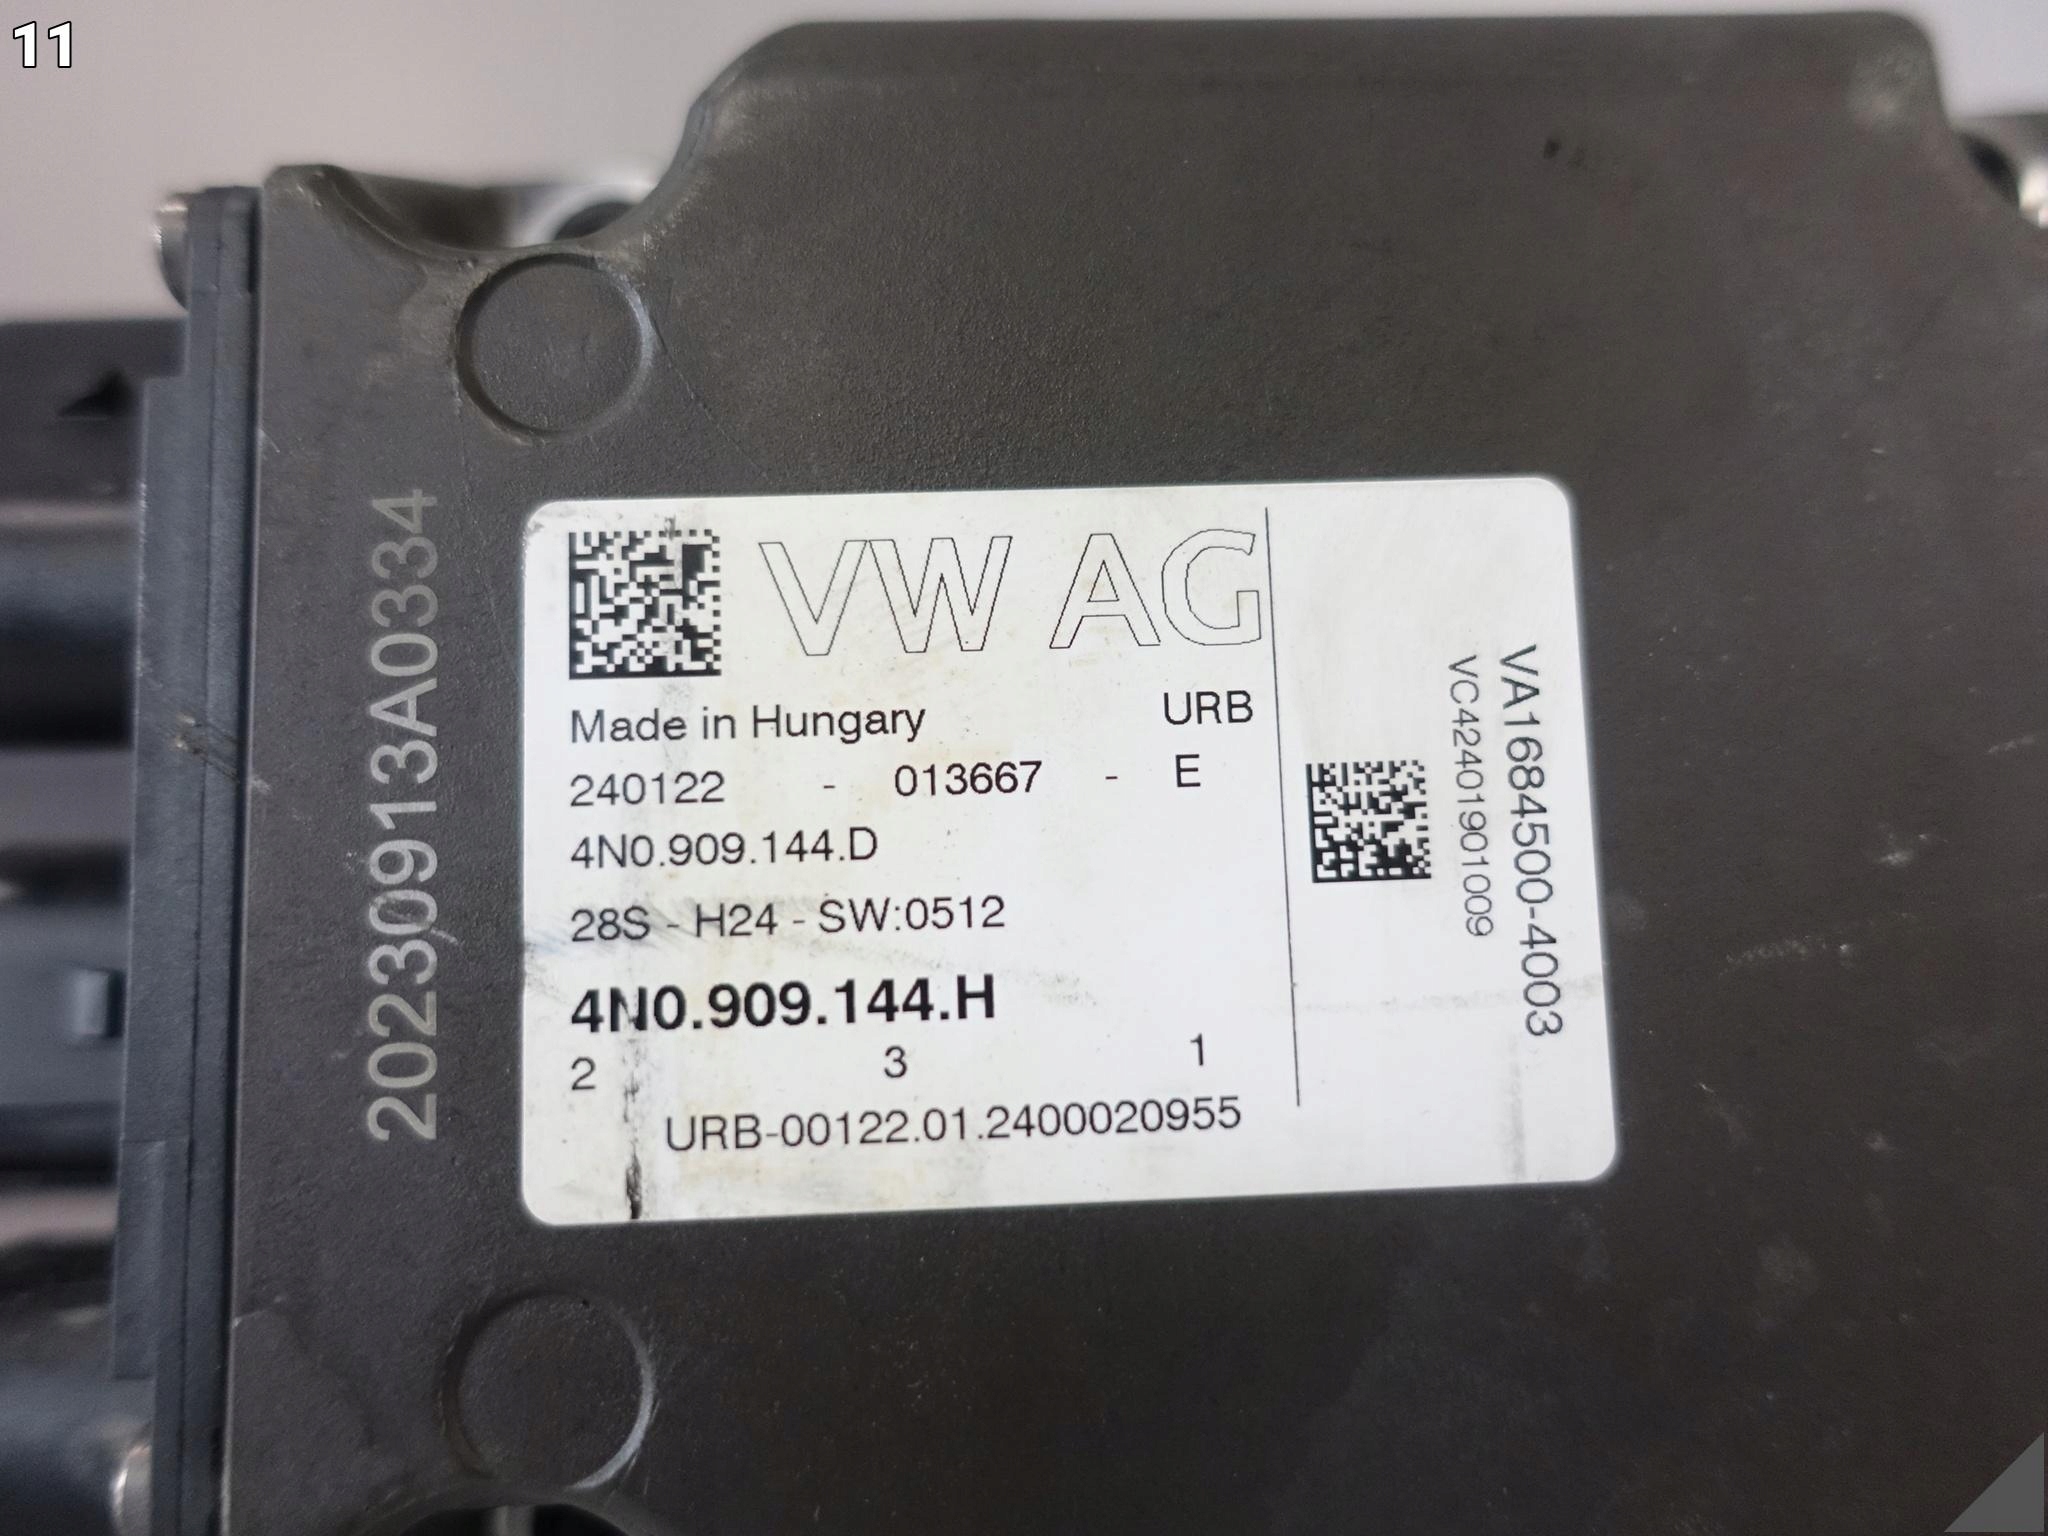 11
20230913A0334
VW AG
Made in Hungary URB
240122 - 013667 - E
4N0.909.144.D
28S - H24 - SW:0512
4N0.909.144.H
2 3 1
URB-00122.01.2400020955
VA1684500-4003
VC42401901009